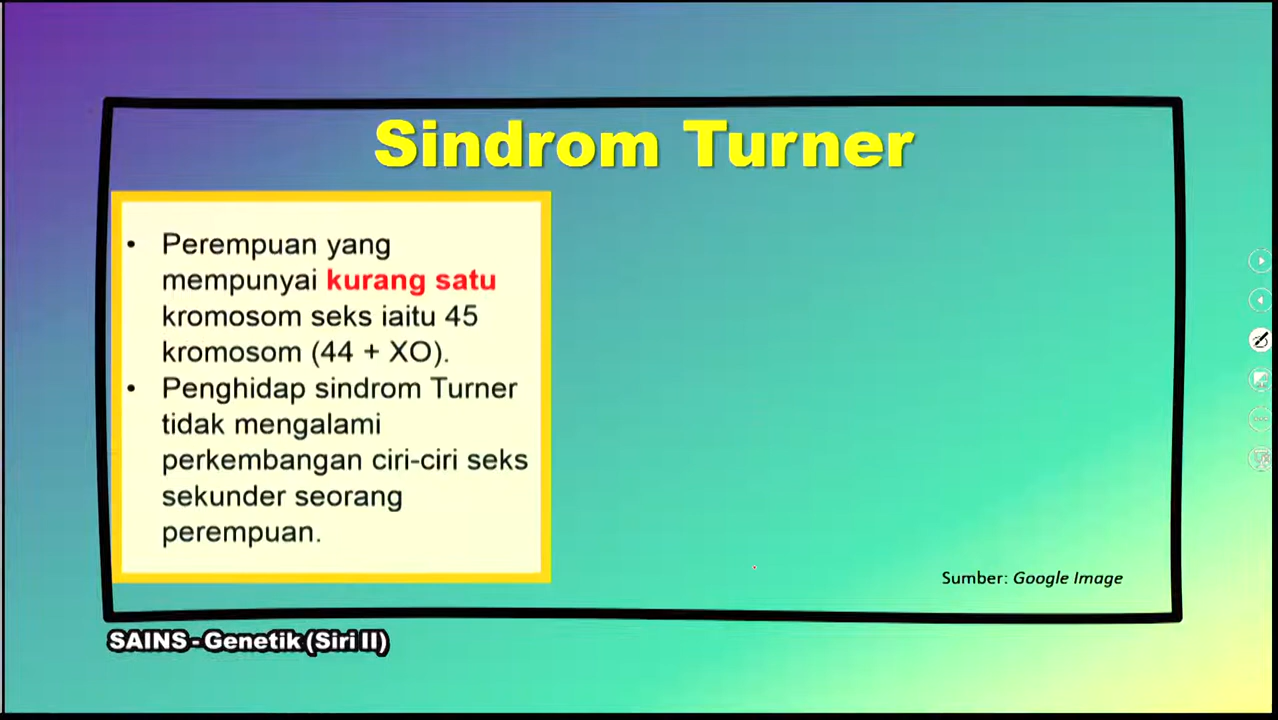 Sindrom Turner
• Perempuan yang
mempunyai kurang satu
kromosom seks iaitu 45
kromosom (44 + XO).
• Penghidap sindrom Turner
tidak mengalami
perkembangan ciri-ciri seks
sekunder seorang
perempuan.
Sumber: Google Image
SAINS - Genetik (Siri II)